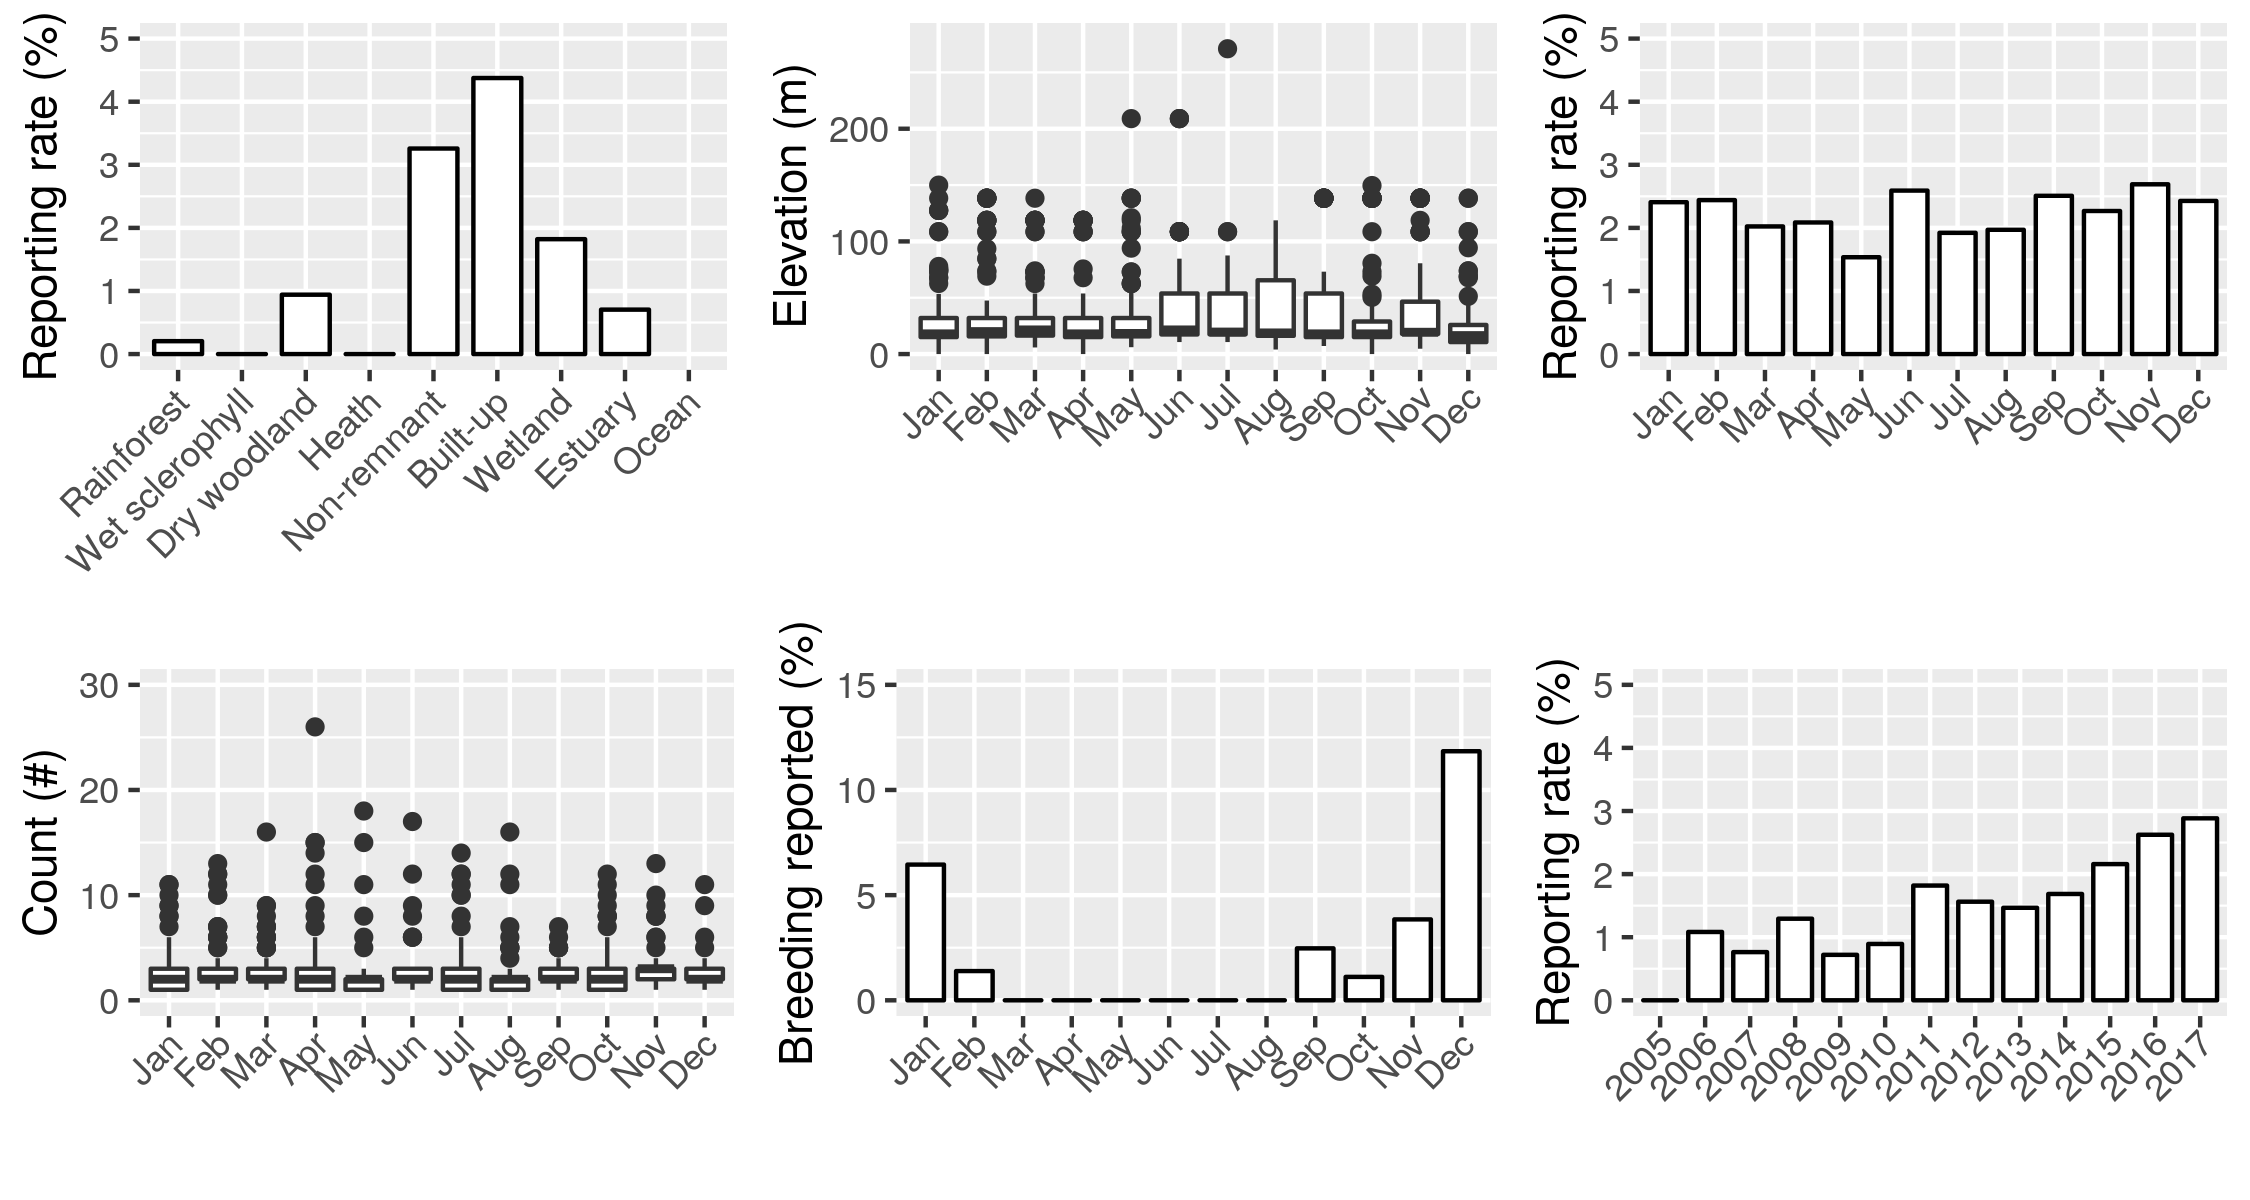 Reporting rate (%)
5
4
3
2
1
0
Rainforest
Wet sclerophyll
Dry woodland
Heath
Non-remnant
Built-up
Wetland
Estuary
Ocean
Elevation (m)
200
100
0
Jan
Feb
Mar
Apr
May
Jun
Jul
Aug
Sep
Oct
Nov
Dec
Reporting rate (%)
5
4
3
2
1
0
Jan
Feb
Mar
Apr
May
Jun
Jul
Aug
Sep
Oct
Nov
Dec
Count (#)
30
20
10
0
Jan
Feb
Mar
Apr
May
Jun
Jul
Aug
Sep
Oct
Nov
Dec
Breeding reported (%)
15
10
5
0
Jan
Feb
Mar
Apr
May
Jun
Jul
Aug
Sep
Oct
Nov
Dec
Reporting rate (%)
5
4
3
2
1
0
2005
2006
2007
2008
2009
2010
2011
2012
2013
2014
2015
2016
2017